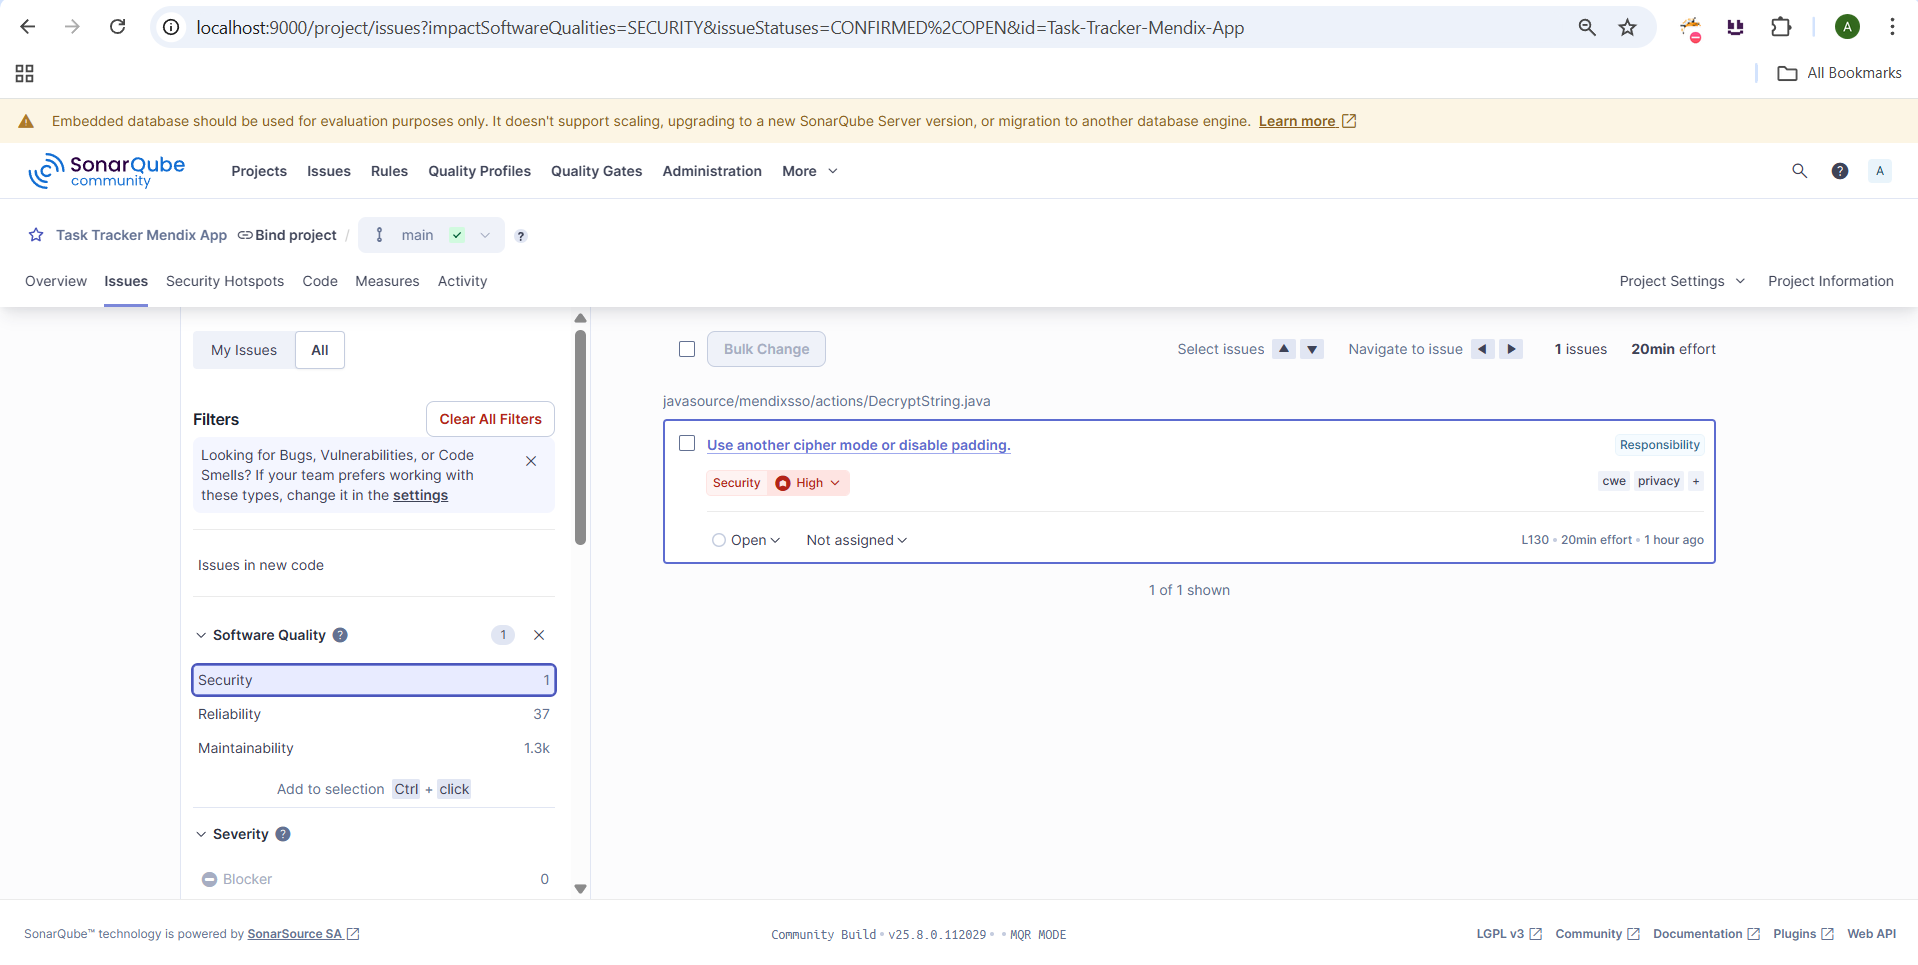 localhost:9000/project/issues?impactSoftwareQualities=SECURITY&issueStatuses=CONFIRMED%2COPEN&id=Task-Tracker-Mendix-App
A
All Bookmarks
Embedded database should be used for evaluation purposes only. It doesn't support scaling, upgrading to a new SonarQube Server version, or migration to another database engine. Learn more
SonarQube community
Projects Issues Rules Quality Profiles Quality Gates Administration More
? A
Task Tracker Mendix App Bind project / main ?
Overview Issues Security Hotspots Code Measures Activity
Project Settings Project Information
My Issues All
Filters Clear All Filters
Looking for Bugs, Vulnerabilities, or Code
Smells? If your team prefers working with
these types, change it in the settings
Issues in new code
Software Quality ? 1
Security 1
Reliability 37
Maintainability 1.3k
Add to selection Ctrl + click
Severity ?
Blocker 0
Bulk Change
Select issues Navigate to issue 1 issues 20min effort
javasource/mendixsso/actions/DecryptString.java
Use another cipher mode or disable padding. Responsibility
Security High cwe privacy +
Open Not assigned L130 • 20min effort • 1 hour ago
1 of 1 shown
SonarQube™ technology is powered by SonarSource SA
Community Build • v25.8.0.112029 • • MQR MODE
LGPL v3 Community Documentation Plugins Web API